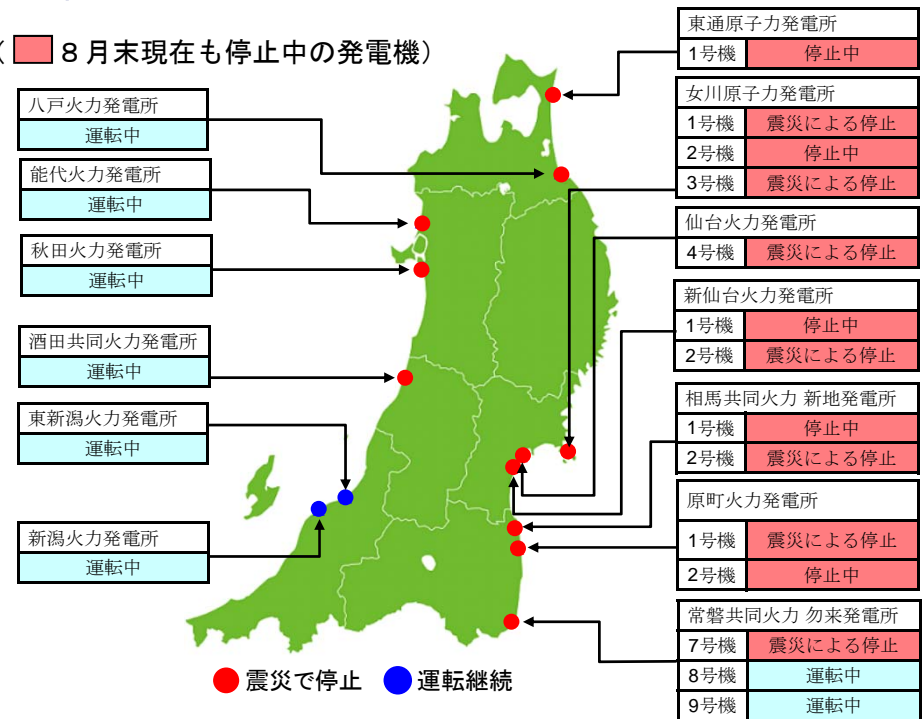 （ ８月末現在も停止中の発電機）
八戸火力発電所
運転中
能代火力発電所
運転中
秋田火力発電所
運転中
酒田共同火力発電所
運転中
東新潟火力発電所
運転中
新潟火力発電所
運転中
東通原子力発電所
1号機 停止中
女川原子力発電所
1号機 震災による停止
2号機 停止中
3号機 震災による停止
仙台火力発電所
4号機 震災による停止
新仙台火力発電所
1号機 停止中
2号機 震災による停止
相馬共同火力 新地発電所
1号機 停止中
2号機 震災による停止
原町火力発電所
1号機 震災による停止
2号機 停止中
常磐共同火力 勿来発電所
7号機 震災による停止
8号機 運転中
9号機 運転中
震災で停止 運転継続